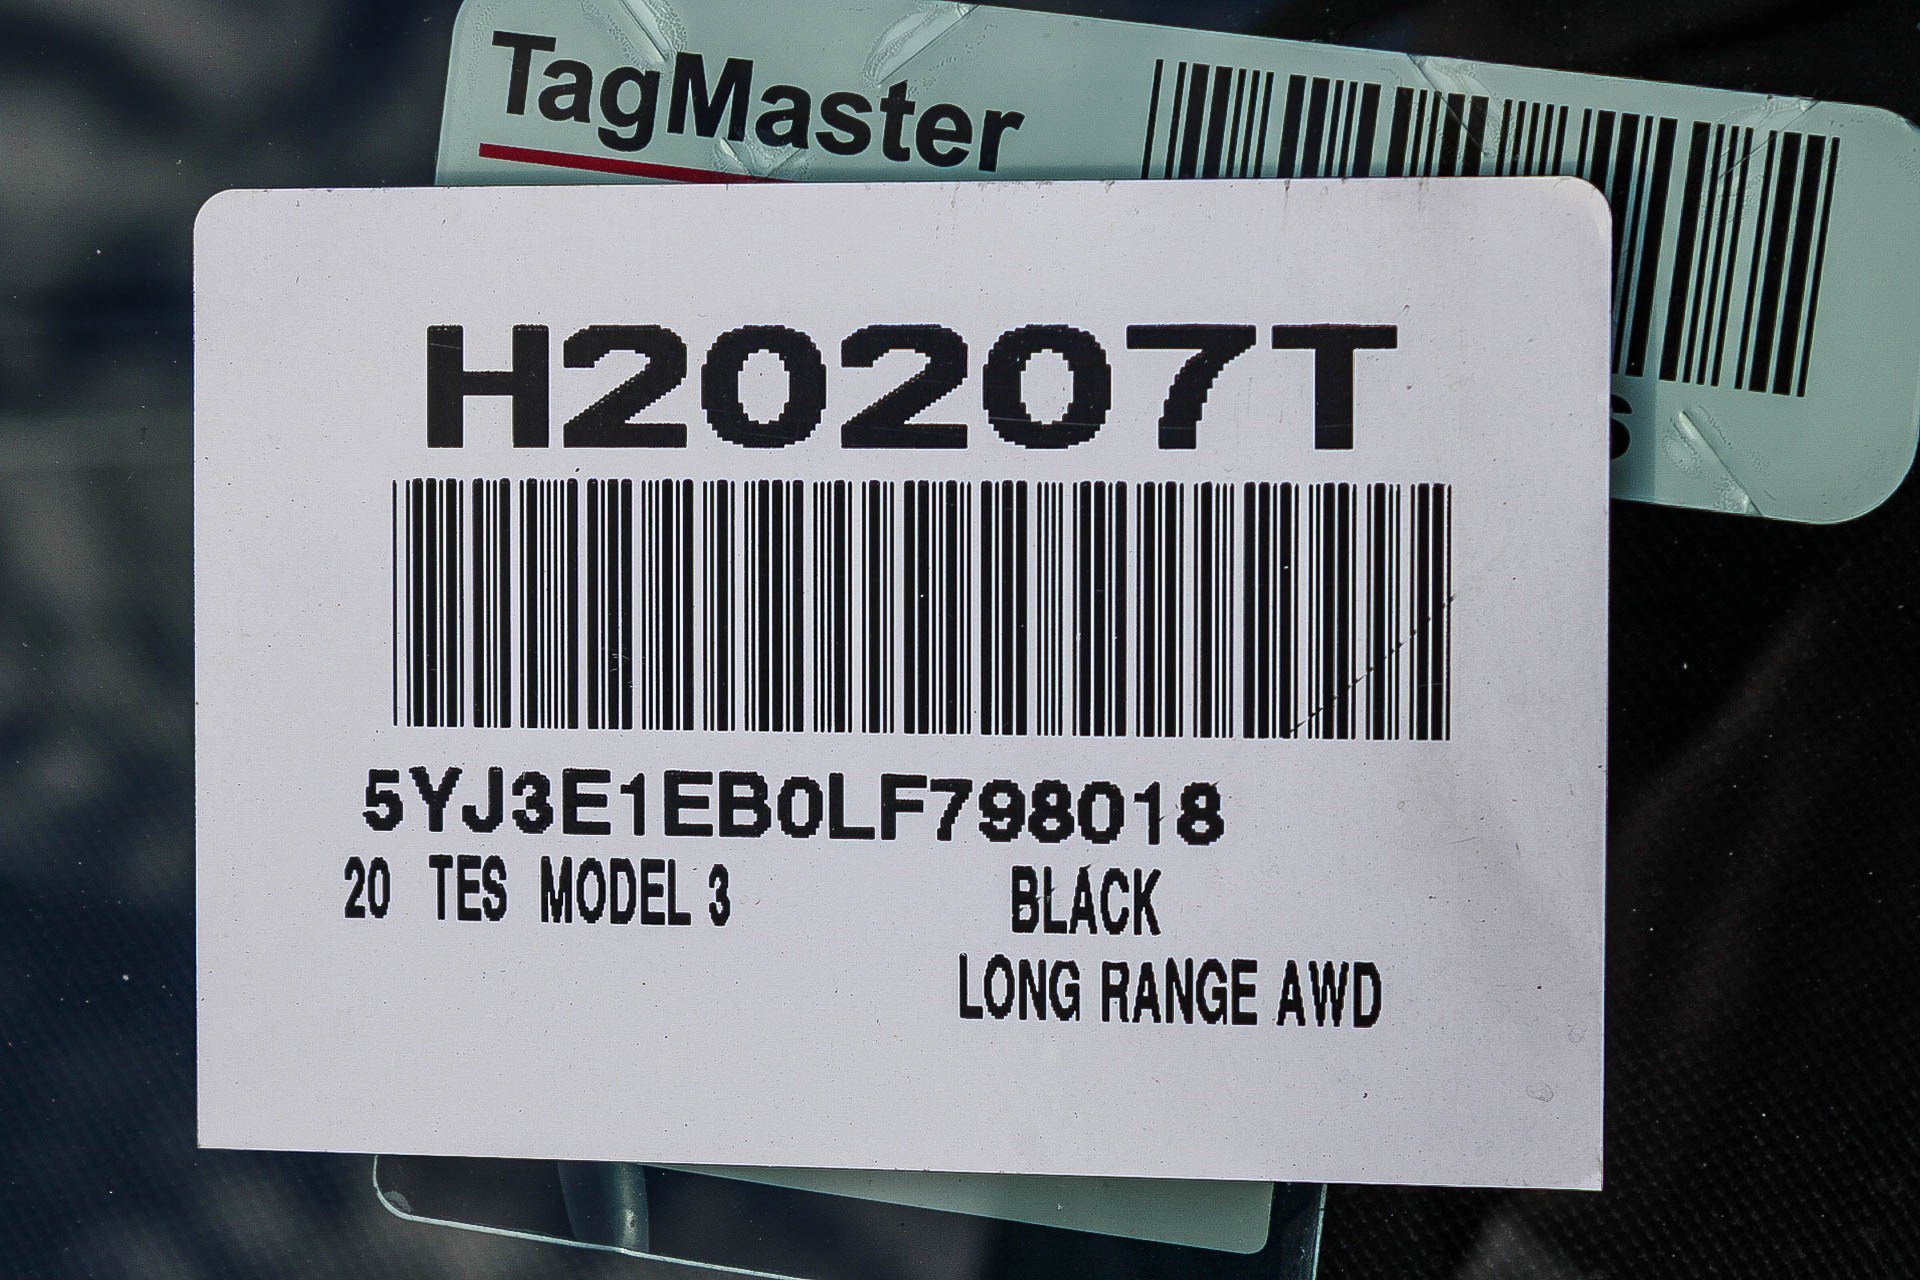 TagMaster
H20207T
5YJ3E1EB0LF798018
20 TES MODEL 3 BLACK
LONG RANGE AWD